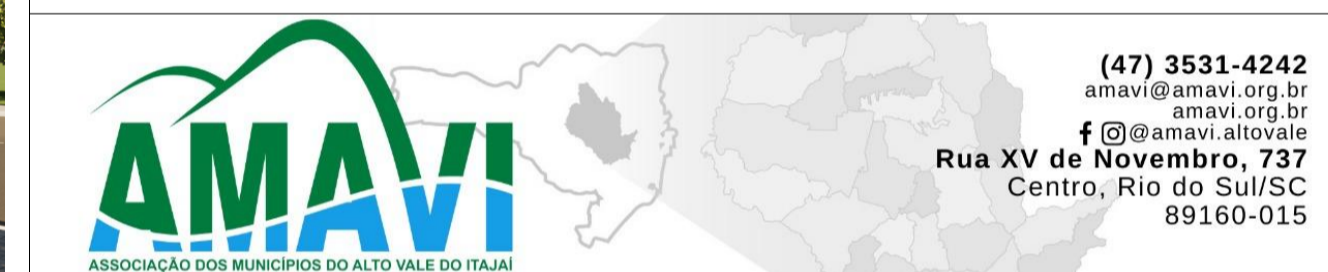 AMAVI
ASSOCIAÇÃO DOS MUNICÍPIOS DO ALTO VALE DO ITAJAÍ
(47) 3531-4242
amavi@amavi.org.br
amavi.org.br
@amavi.altovale
Rua XV de Novembro, 737
Centro, Rio do Sul/SC
89160-015